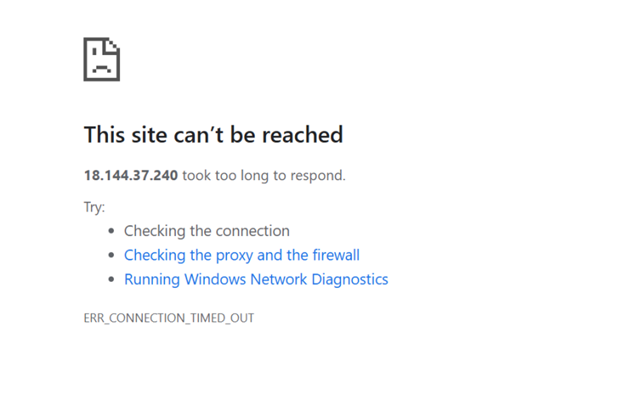 This site can’t be reached
18.144.37.240 took too long to respond.
Try:
• Checking the connection
• Checking the proxy and the firewall
• Running Windows Network Diagnostics
ERR_CONNECTION_TIMED_OUT